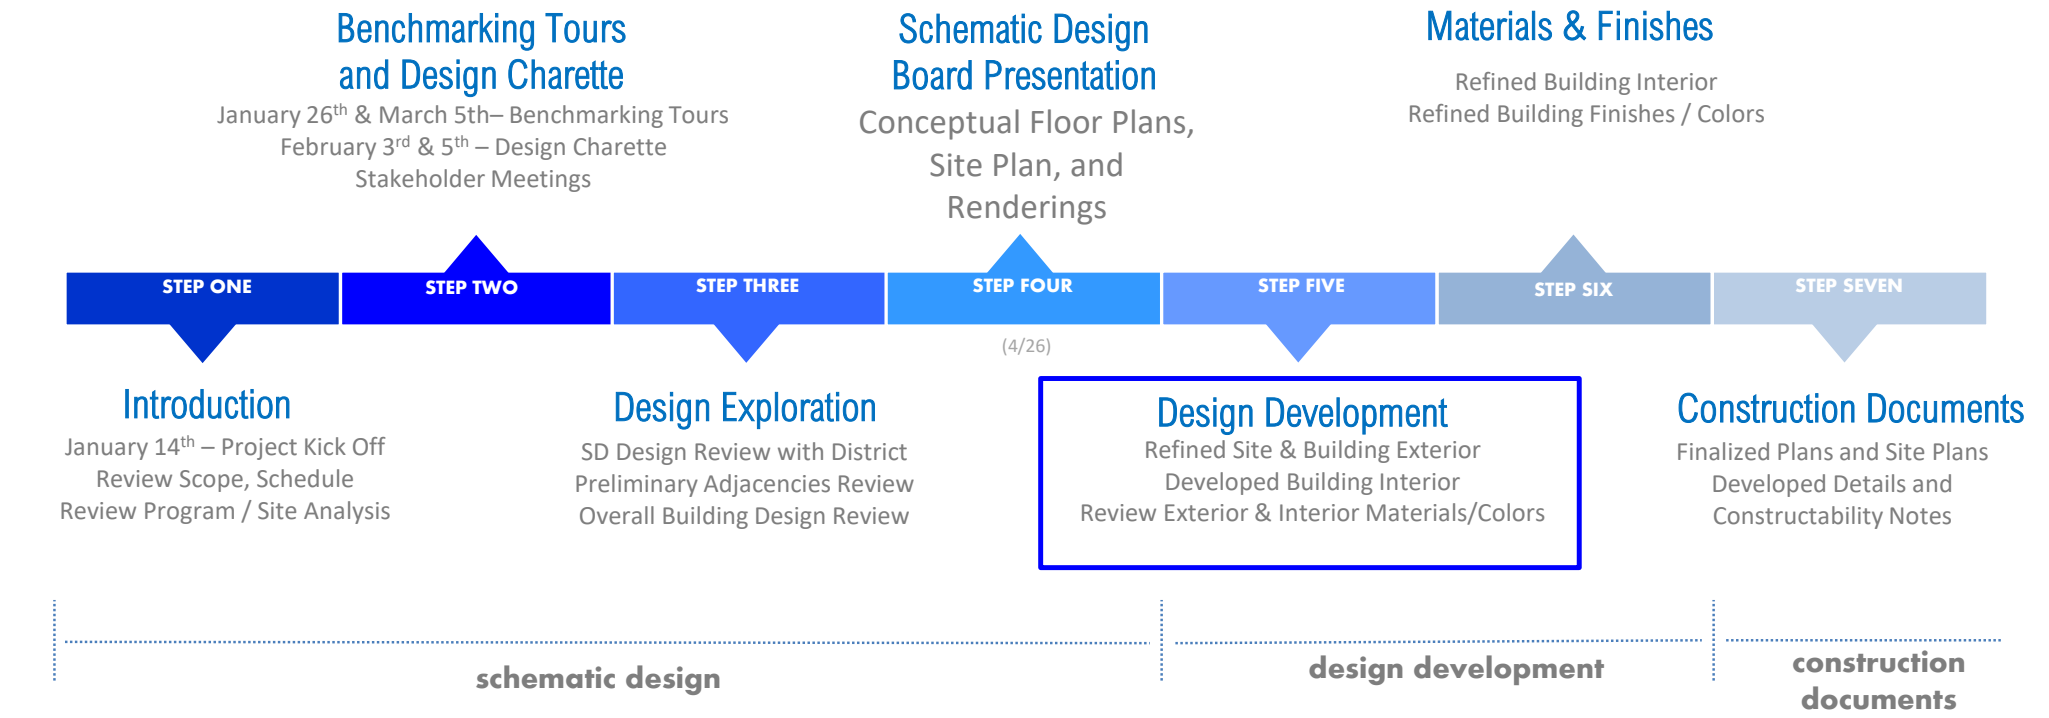 Benchmarking Tours
and Design Charette
January 26th & March 5th– Benchmarking Tours
February 3rd & 5th – Design Charette
Stakeholder Meetings
Schematic Design
Board Presentation
Conceptual Floor Plans,
Site Plan, and
Renderings
Materials & Finishes
Refined Building Interior
Refined Building Finishes / Colors
STEP ONE
STEP TWO
STEP THREE
STEP FOUR
STEP FIVE
STEP SIX
STEP SEVEN
(4/26)
Introduction
January 14th – Project Kick Off
Review Scope, Schedule
Review Program / Site Analysis
Design Exploration
SD Design Review with District
Preliminary Adjacencies Review
Overall Building Design Review
Design Development
Refined Site & Building Exterior
Developed Building Interior
Review Exterior & Interior Materials/Colors
Construction Documents
Finalized Plans and Site Plans
Developed Details and
Constructability Notes
schematic design
design development
construction
documents